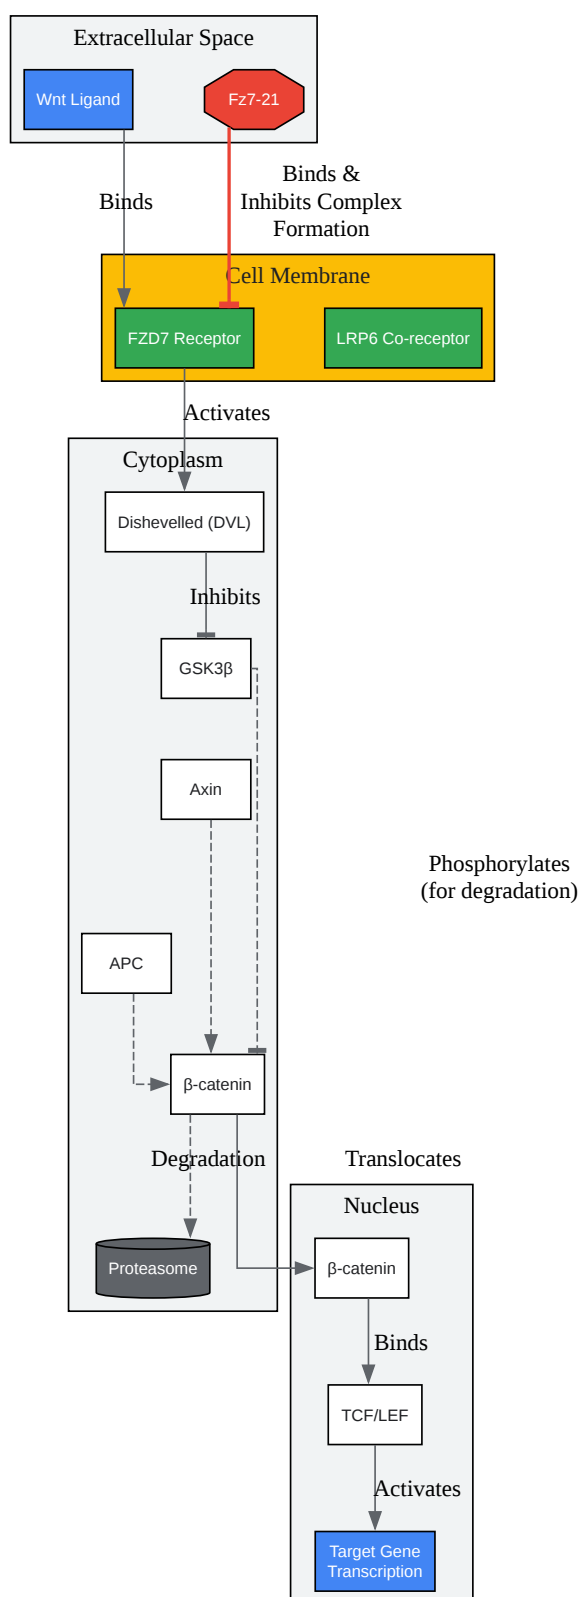 Extracellular Space
Wnt Ligand
Fz7-21
Binds
Binds &
Inhibits Complex
Formation
Cell Membrane
FZD7 Receptor
LRP6 Co-receptor
Activates
Cytoplasm
Dishevelled (DVL)
Inhibits
GSK3β
Axin
Phosphorylates
(for degradation)
APC
β-catenin
Degradation
Translocates
Nucleus
Proteasome
β-catenin
Binds
TCF/LEF
Activates
Target Gene
Transcription